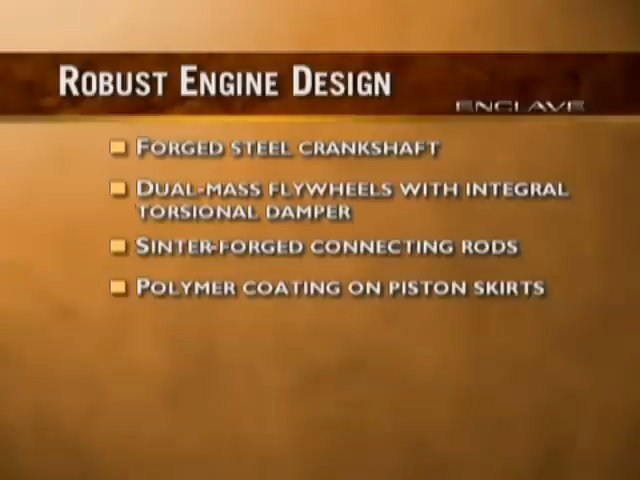 ROBUST ENGINE DESIGN
ENCLAVE
FORGED STEEL CRANKSHAFT
DUAL-MASS FLYWHEELS WITH INTEGRAL
TORSIONAL DAMPER
SINTER-FORGED CONNECTING RODS
POLYMER COATING ON PISTON SKIRTS